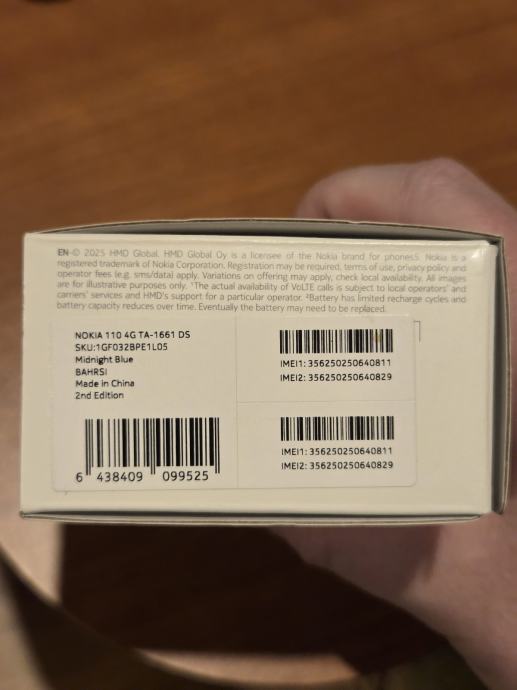 EN-© 2025 HMD Global. HMD Global Oy is a licensee of the Nokia brand for phones5. Nokia is a
registered trademark of Nokia Corporation. Registration may be required, terms of use, privacy policy and
operator fees (e.g. sms/data) apply. Variations on offering may apply, check local availability. All images
are for illustrative purposes only. ¹The actual availability of VoLTE calls is subject to local operators' and
carriers' services and HMD's support for a particular operator. ²Battery has limited recharge cycles and
battery capacity reduces over time. Eventually the battery may need to be replaced.
NOKIA 110 4G TA-1661 DS
SKU:1GF032BPE1L05
Midnight Blue
BAHRSI
Made in China
2nd Edition
6 438409 099525
IMEI1: 356250250640811
IMEI2: 356250250640829
IMEI1: 356250250640811
IMEI2: 356250250640829